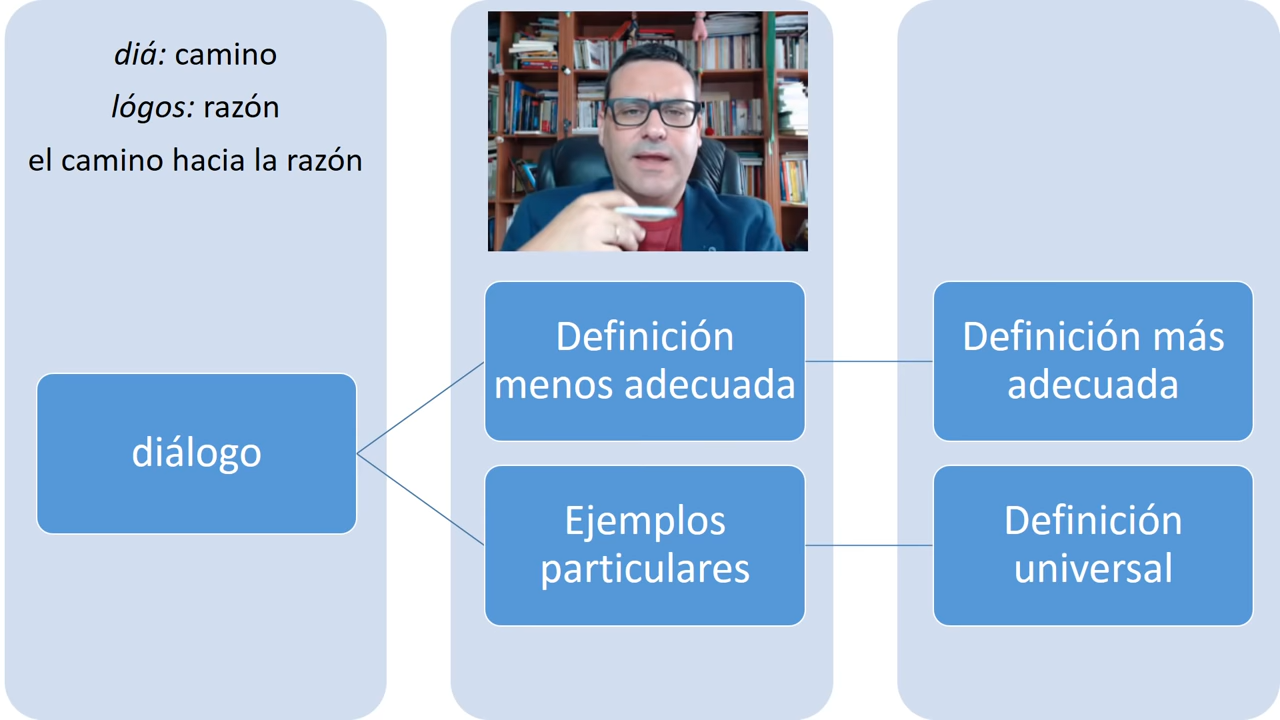 diá: camino
lógos: razón
el camino hacia la razón
diálogo
Definición
menos adecuada
Ejemplos
particulares
Definición más
adecuada
Definición
universal